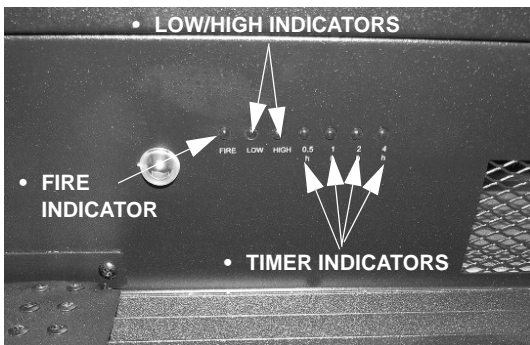 • LOW/HIGH INDICATORS
FIRE LOW HIGH 0.5 1 2 4
h h
• FIRE
INDICATOR
• TIMER INDICATORS